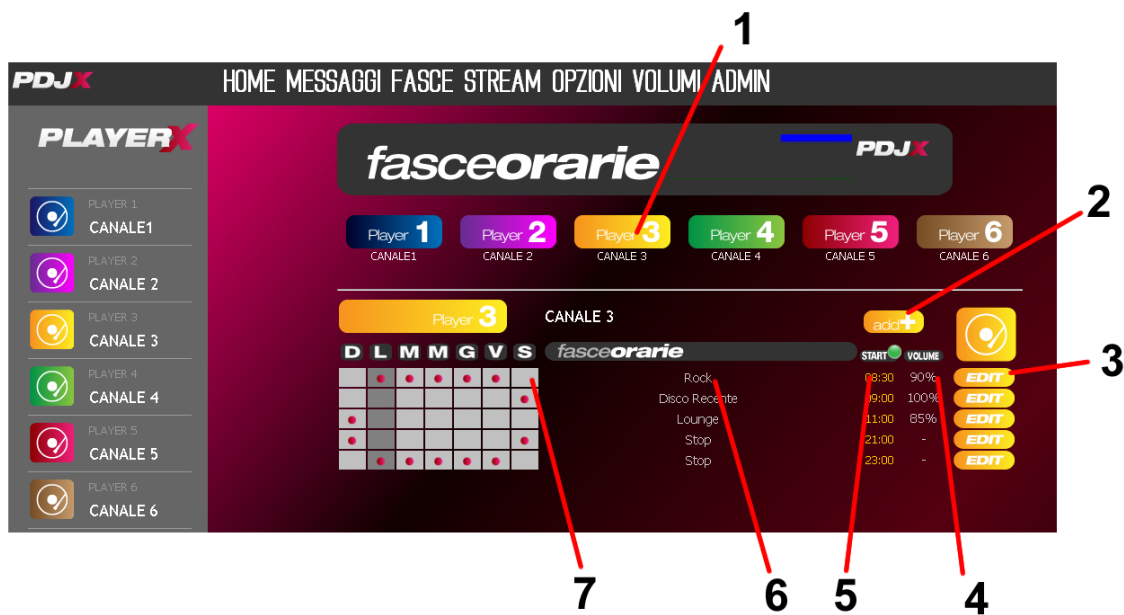 1
PDJX
HOME MESSAGGI FASCE STREAM OPZIONI VOLUMI ADMIN
PLAYERX
fasceorarie
PDJX
2
PLAYER 1
CANALE1
PLAYER 2
CANALE 2
PLAYER 3
CANALE 3
PLAYER 4
CANALE 4
PLAYER 5
CANALE 5
PLAYER 6
CANALE 6
Player 1 Player 2 Player 3 Player 4 Player 5 Player 6
CANALE1 CANALE 2 CANALE 3 CANALE 4 CANALE 5 CANALE 6
Player 3 CANALE 3 add+
D L M M G V S fasceorarie START VOLUME
3
Rock 08:30 90% EDIT
Disco Recente 09:00 100% EDIT
Lounge 11:00 85% EDIT
Stop 21:00 - EDIT
Stop 23:00 - EDIT
7 6 5 4